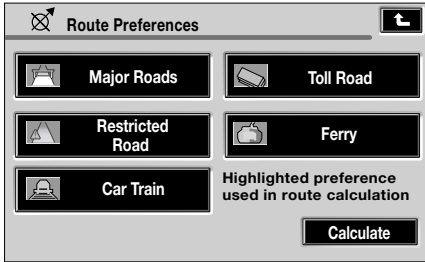 Route Preferences
Major Roads
Toll Road
Restricted
Road
Ferry
Car Train
Highlighted preference
used in route calculation
Calculate